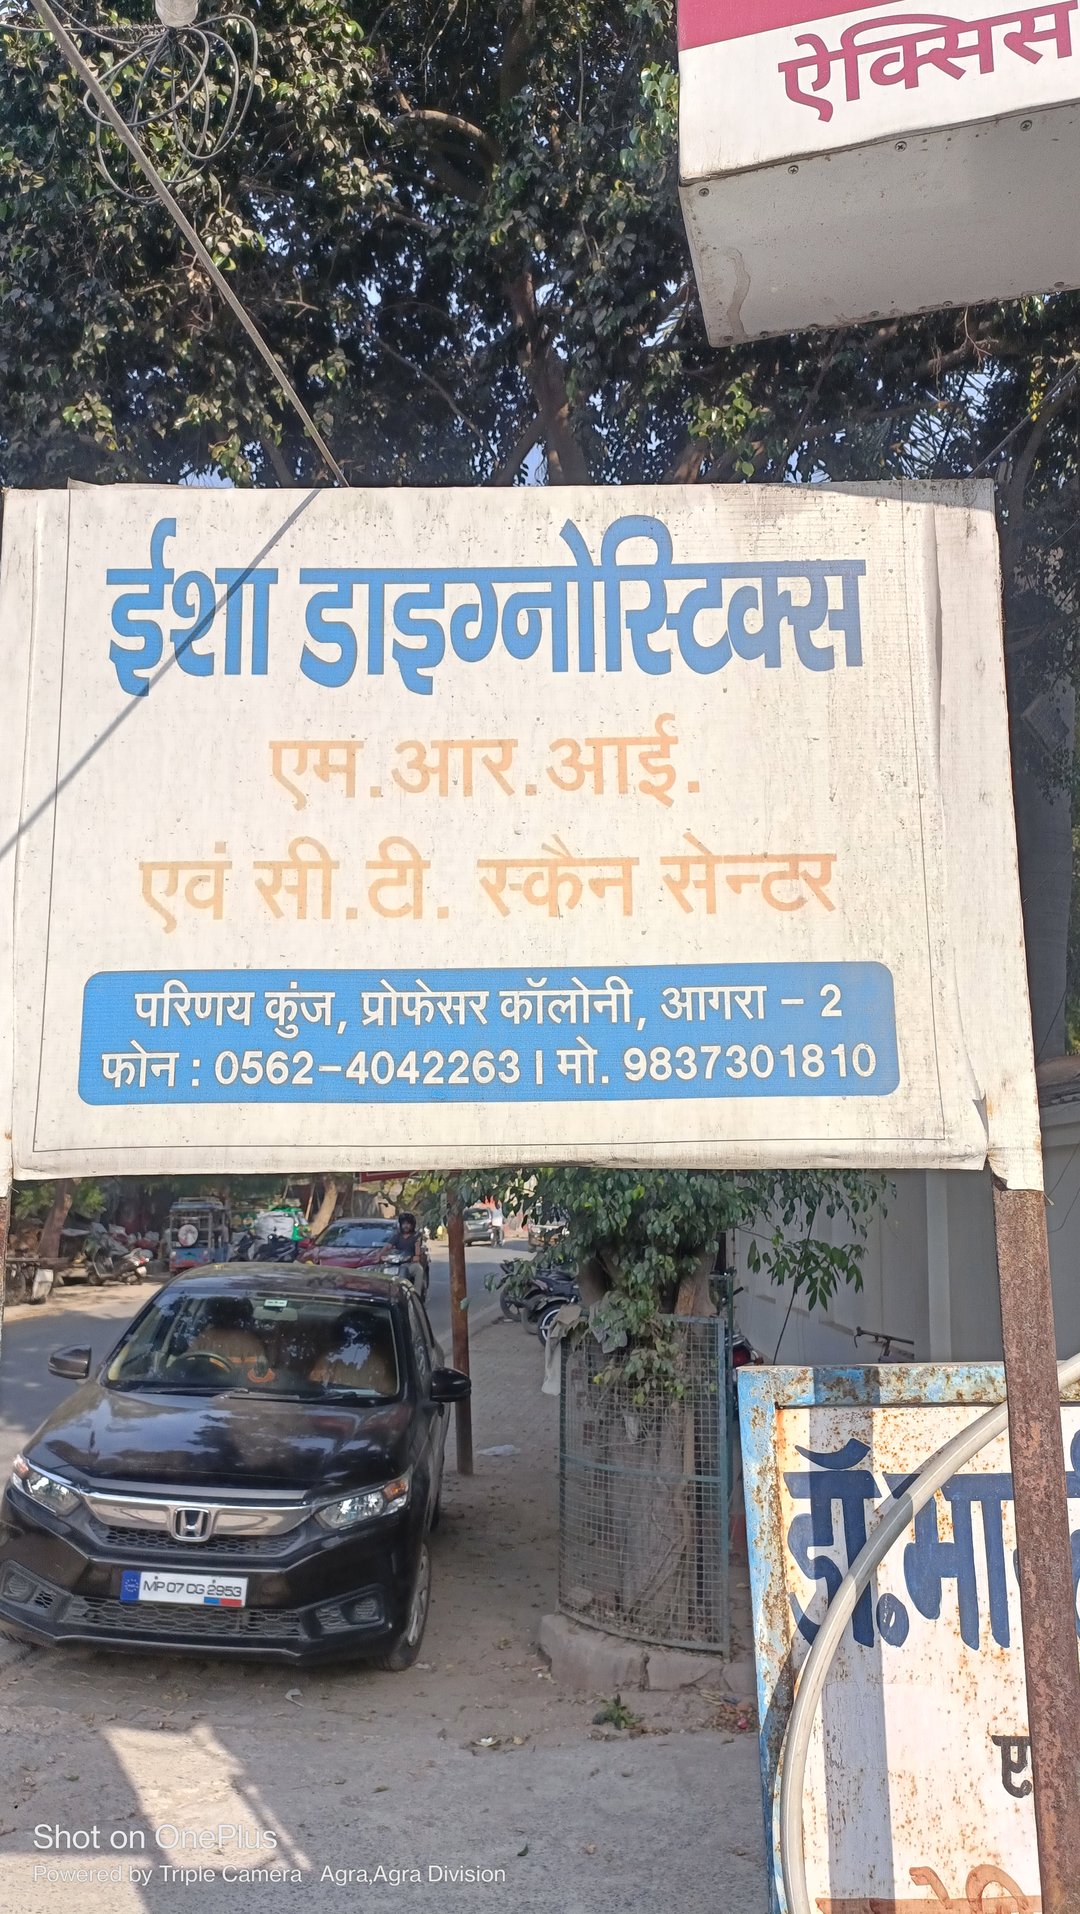 ऐक्सिस
ईशा डाइग्नोस्टिक्स
एम.आर.आई.
एवं सी.टी. स्कैन सेन्टर
परिणय कुंज, प्रोफेसर कॉलोनी, आगरा – 2
फोन : 0562–4042263 | मो. 9837301810
MP 07 CG 2953
डॉ. मा
ए
Shot on OnePlus
Powered by Triple Camera Agra,Agra Division